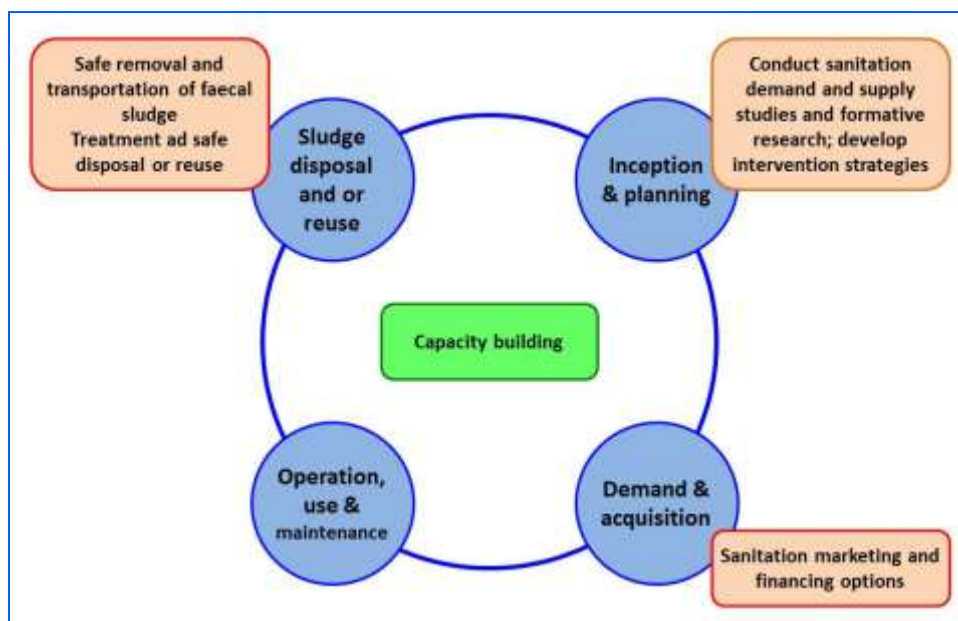 Safe removal and
transportation of faecal
sludge
Treatment ad safe
disposal or reuse
Sludge
disposal
and or
reuse
Conduct sanitation
demand and supply
studies and formative
research; develop
intervention strategies
Inception
& planning
Capacity building
Operation,
use &
maintenance
Demand &
acquisition
Sanitation marketing and
financing options